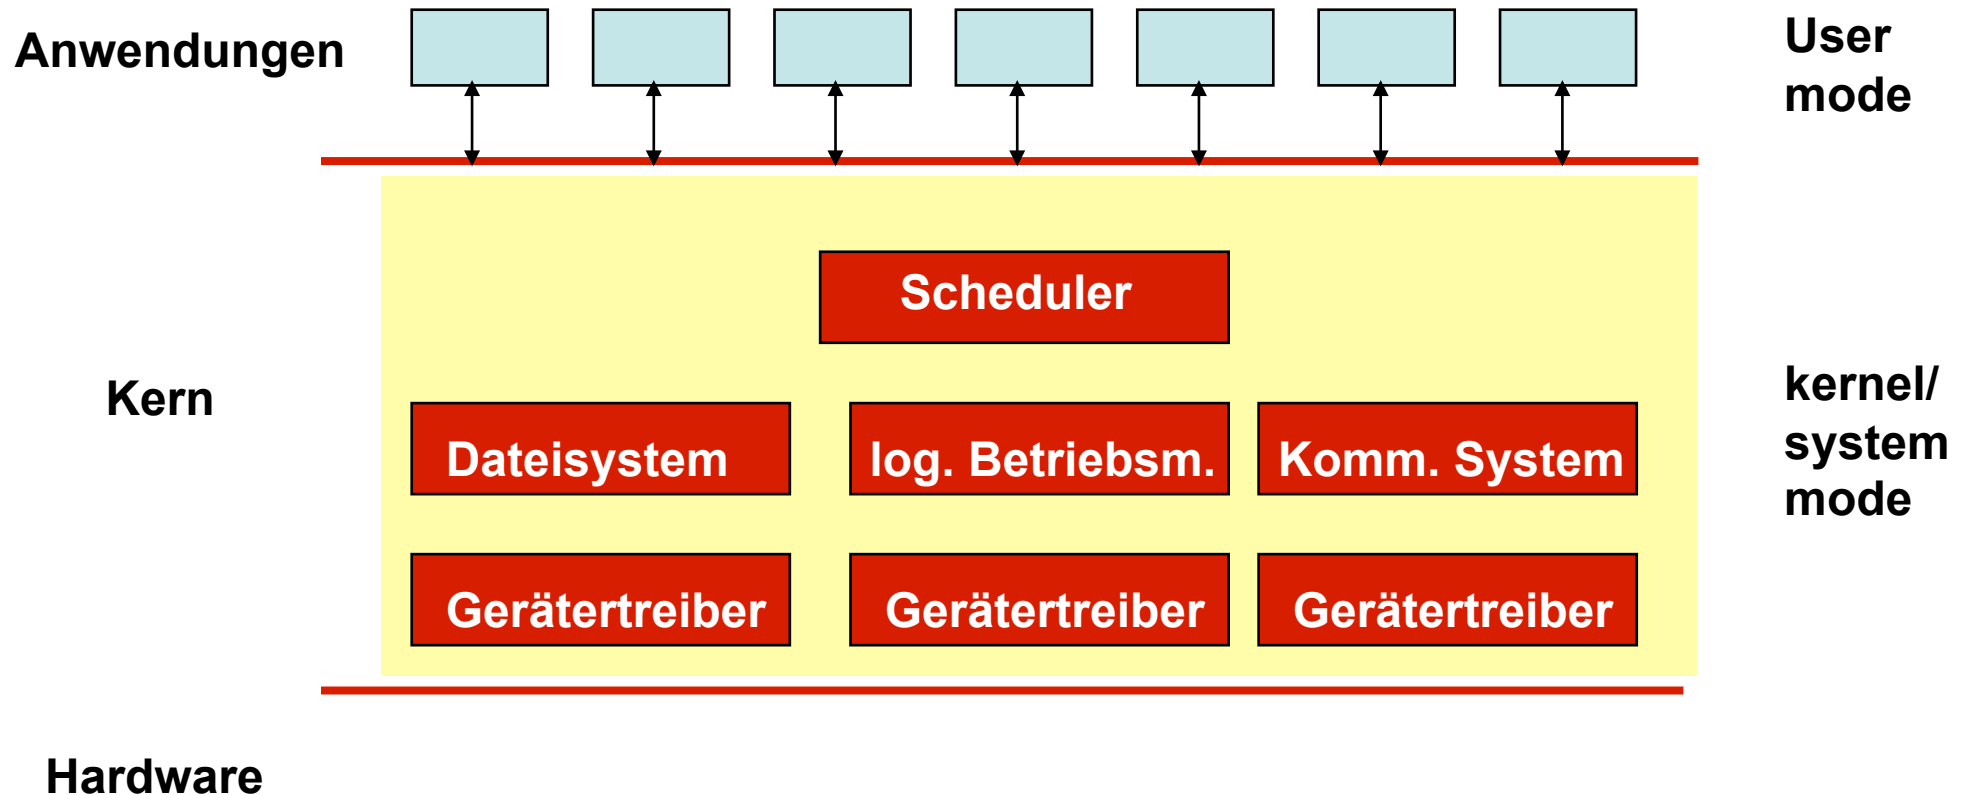 Anwendungen
User
mode
Scheduler
Kern
kernel/
system
mode
Dateisystem
log. Betriebsm.
Komm. System
Gerätertreiber
Gerätertreiber
Gerätertreiber
Hardware